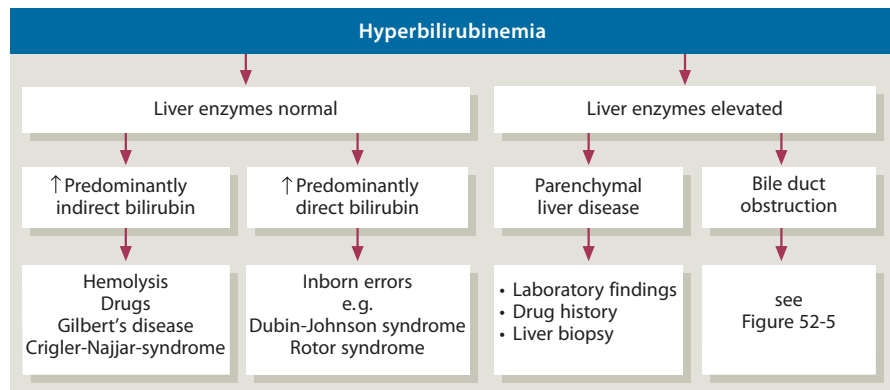 Hyperbilirubinemia
Liver enzymes normal
Liver enzymes elevated
↑ Predominantly
indirect bilirubin
↑ Predominantly
direct bilirubin
Parenchymal
liver disease
Bile duct
obstruction
Hemolysis
Drugs
Gilbert's disease
Crigler-Najjar-syndrome
Inborn errors
e. g.
Dubin-Johnson syndrome
Rotor syndrome
• Laboratory findings
• Drug history
• Liver biopsy
see
Figure 52-5